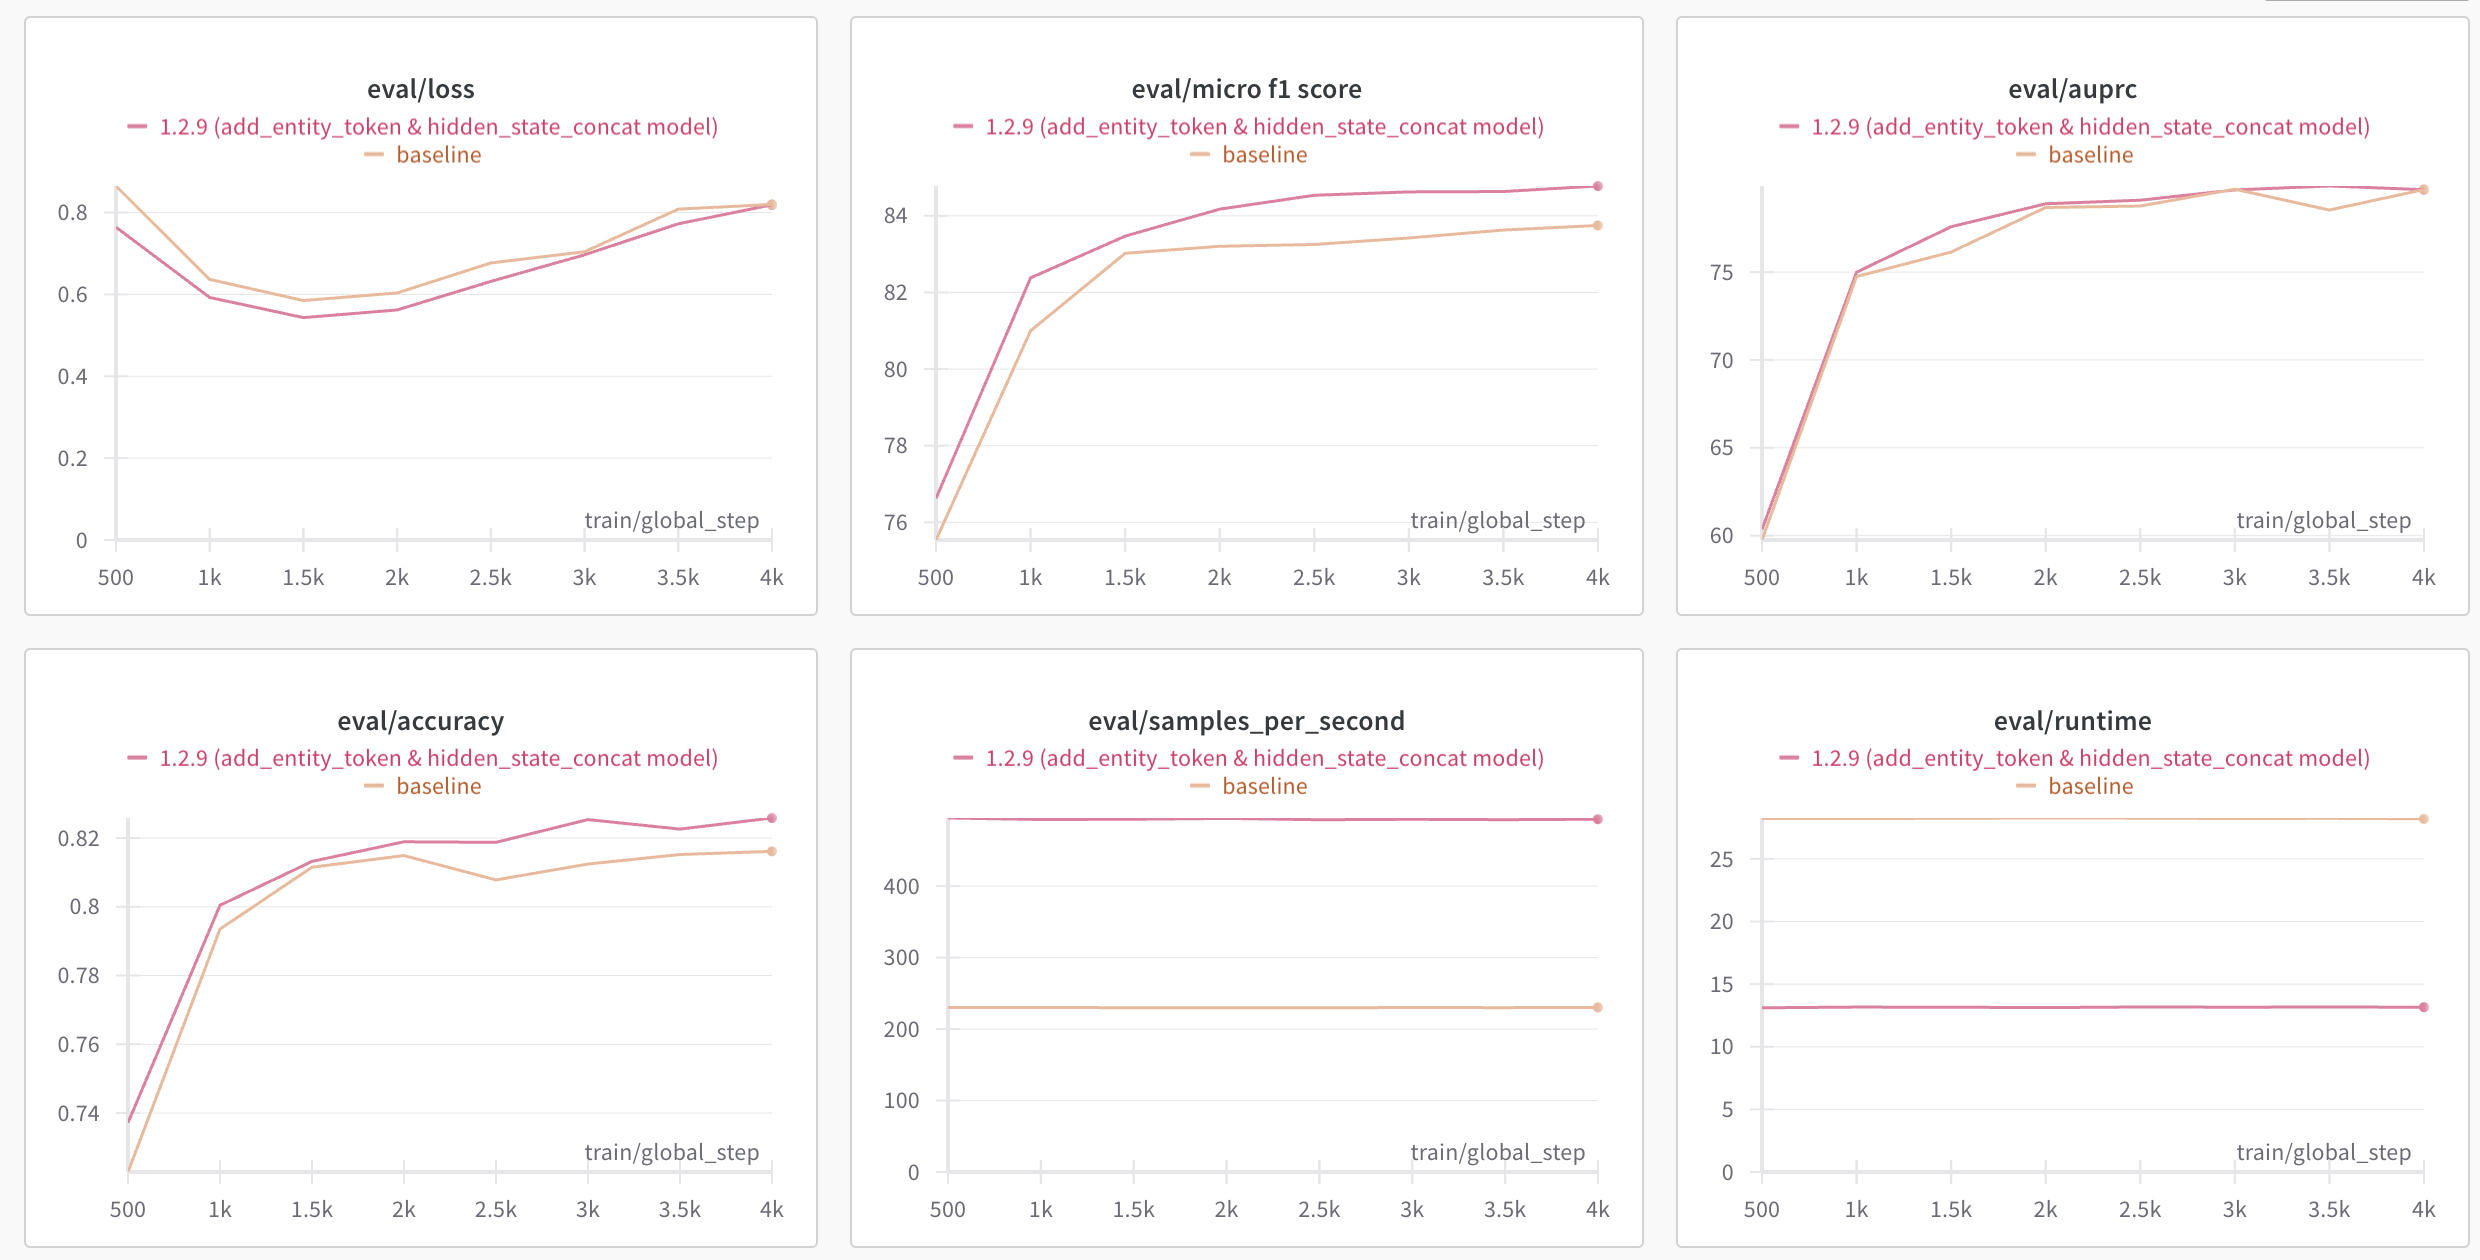 eval/loss
1.2.9 (add_entity_token & hidden_state_concat model)
baseline
0.8
0.6
0.4
0.2
0
train/global_step
500 1k 1.5k 2k 2.5k 3k 3.5k 4k
eval/micro f1 score
1.2.9 (add_entity_token & hidden_state_concat model)
baseline
84
82
80
78
76
train/global_step
500 1k 1.5k 2k 2.5k 3k 3.5k 4k
eval/auprc
1.2.9 (add_entity_token & hidden_state_concat model)
baseline
75
70
65
60
train/global_step
500 1k 1.5k 2k 2.5k 3k 3.5k 4k
eval/accuracy
1.2.9 (add_entity_token & hidden_state_concat model)
baseline
0.82
0.8
0.78
0.76
0.74
train/global_step
500 1k 1.5k 2k 2.5k 3k 3.5k 4k
eval/samples_per_second
1.2.9 (add_entity_token & hidden_state_concat model)
baseline
400
300
200
100
0
train/global_step
500 1k 1.5k 2k 2.5k 3k 3.5k 4k
eval/runtime
1.2.9 (add_entity_token & hidden_state_concat model)
baseline
25
20
15
10
5
0
train/global_step
500 1k 1.5k 2k 2.5k 3k 3.5k 4k